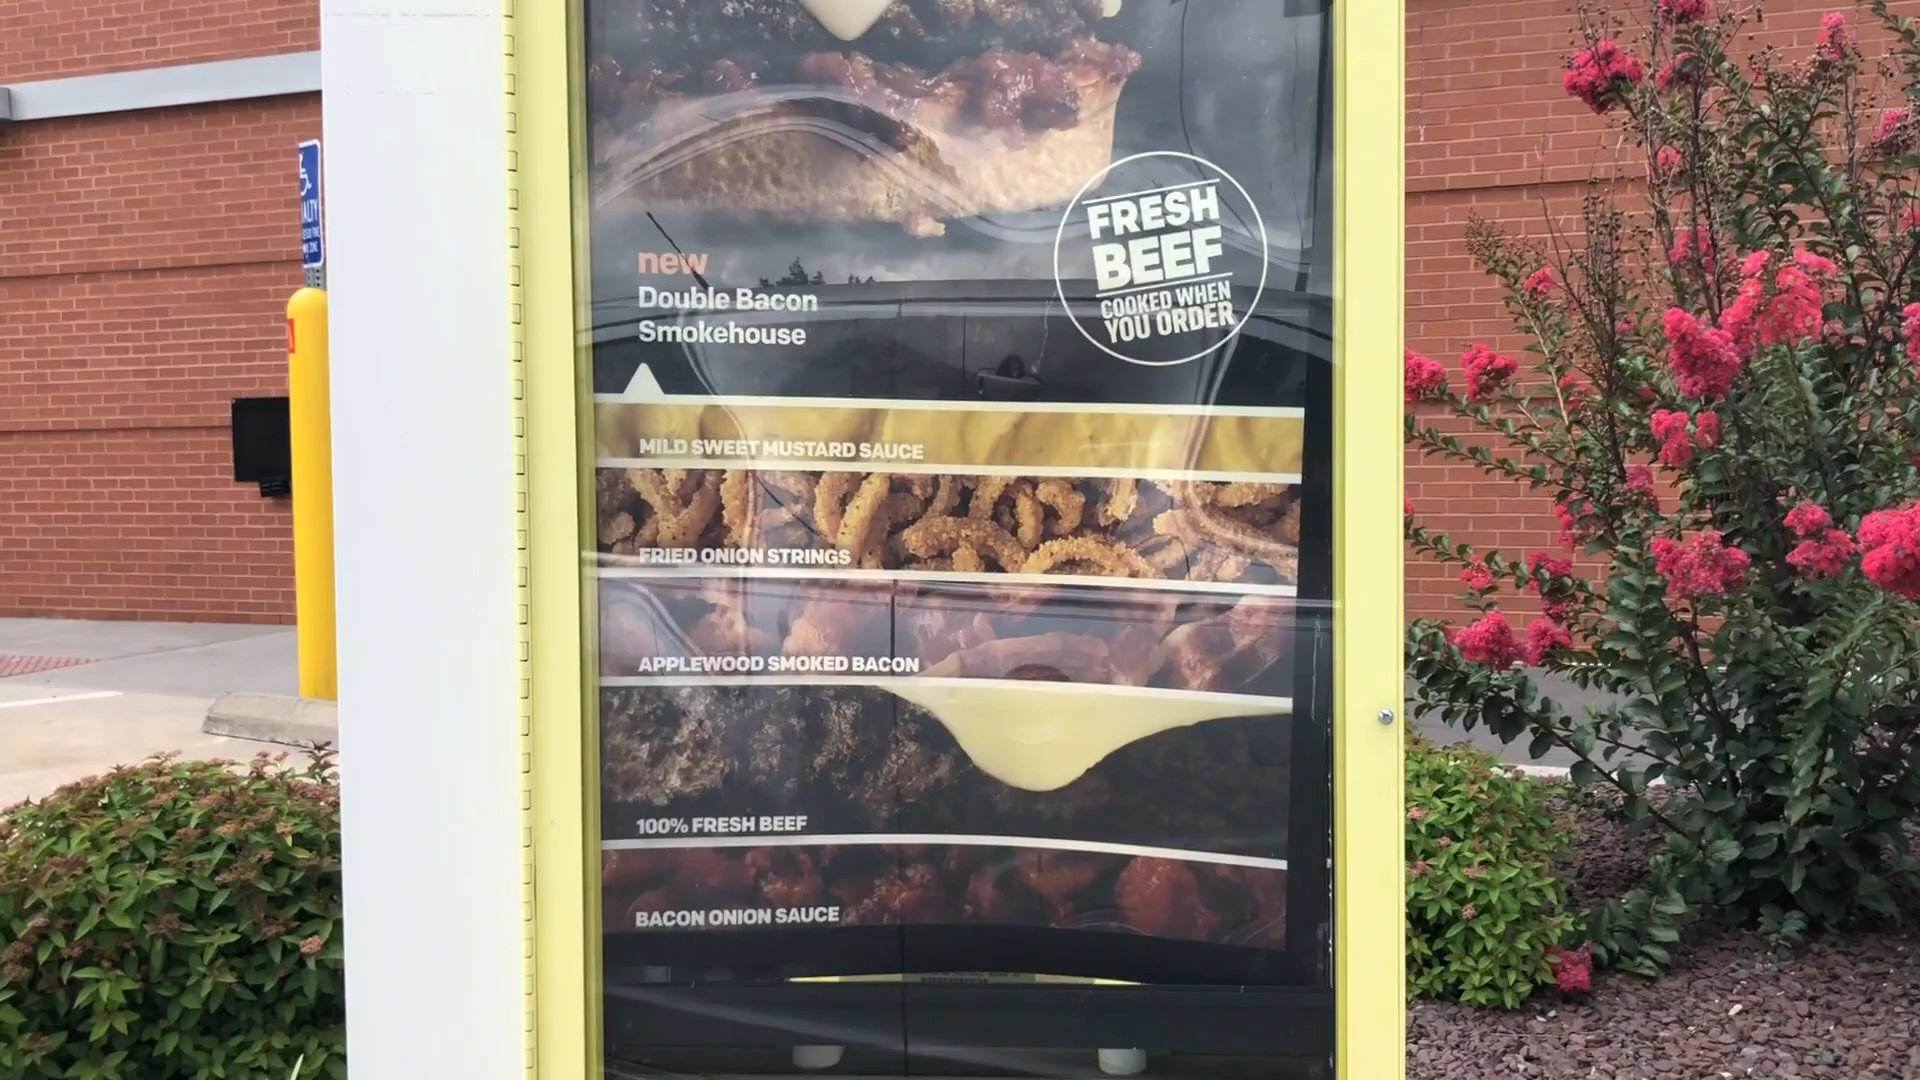 new
Double Bacon
Smokehouse
FRESH
BEEF
COOKED WHEN
YOU ORDER
MILD SWEET MUSTARD SAUCE
FRIED ONION STRINGS
APPLEWOOD SMOKED BACON
100% FRESH BEEF
BACON ONION SAUCE